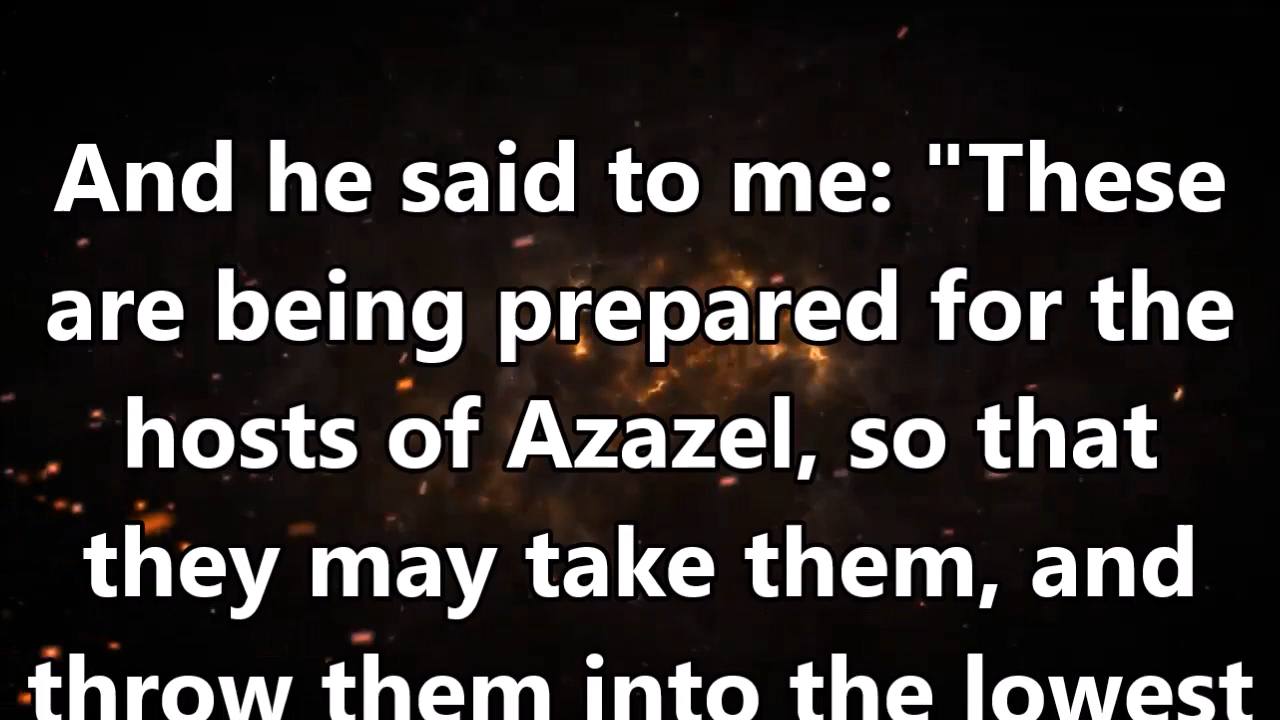 And he said to me: "These
are being prepared for the
hosts of Azazel, so that
they may take them, and
throw them into the lowest